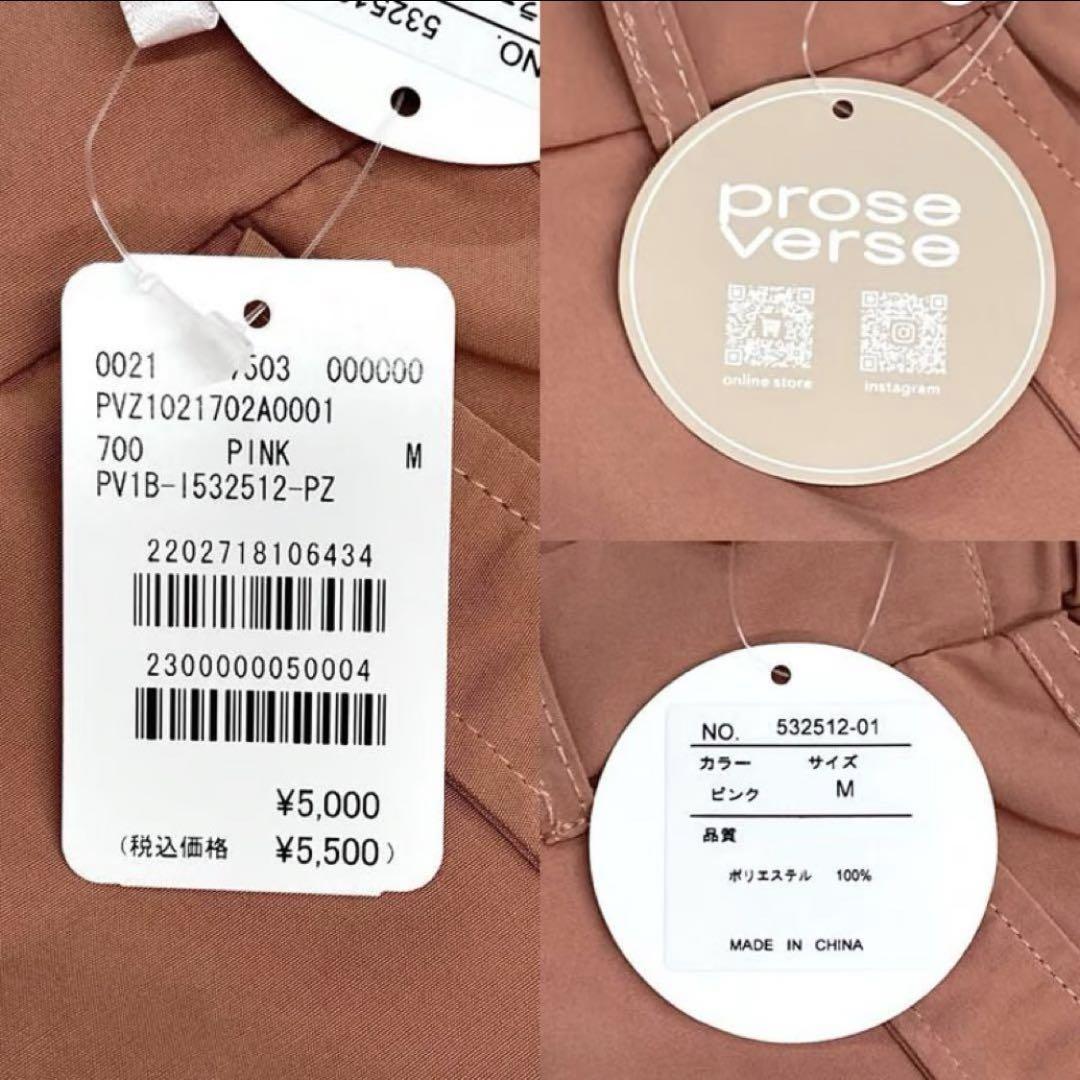 0021 7503 000000
PVZ1021702A0001
700 PINK M
PV1B-I532512-PZ
2202718106434
2300000050004
¥5,000
(税込価格 ¥5,500)
NO.
prose
verse
online store
instagram
NO. 532512-01
カラー サイズ
ピンク M
品質
ポリエステル 100%
MADE IN CHINA